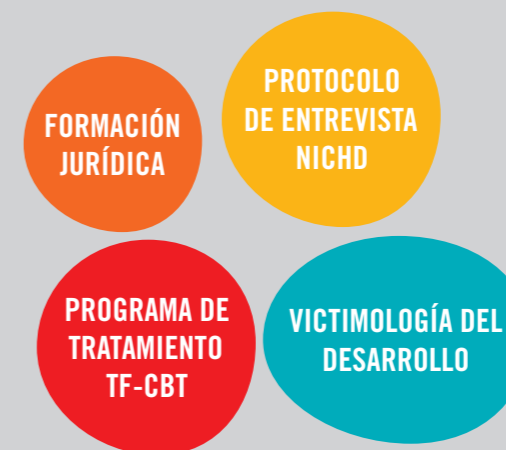 FORMACIÓN
JURÍDICA
PROTOCOLO
DE ENTREVISTA
NICHD
PROGRAMA DE
TRATAMIENTO
TF-CBT
VICTIMOLOGÍA DEL
DESARROLLO